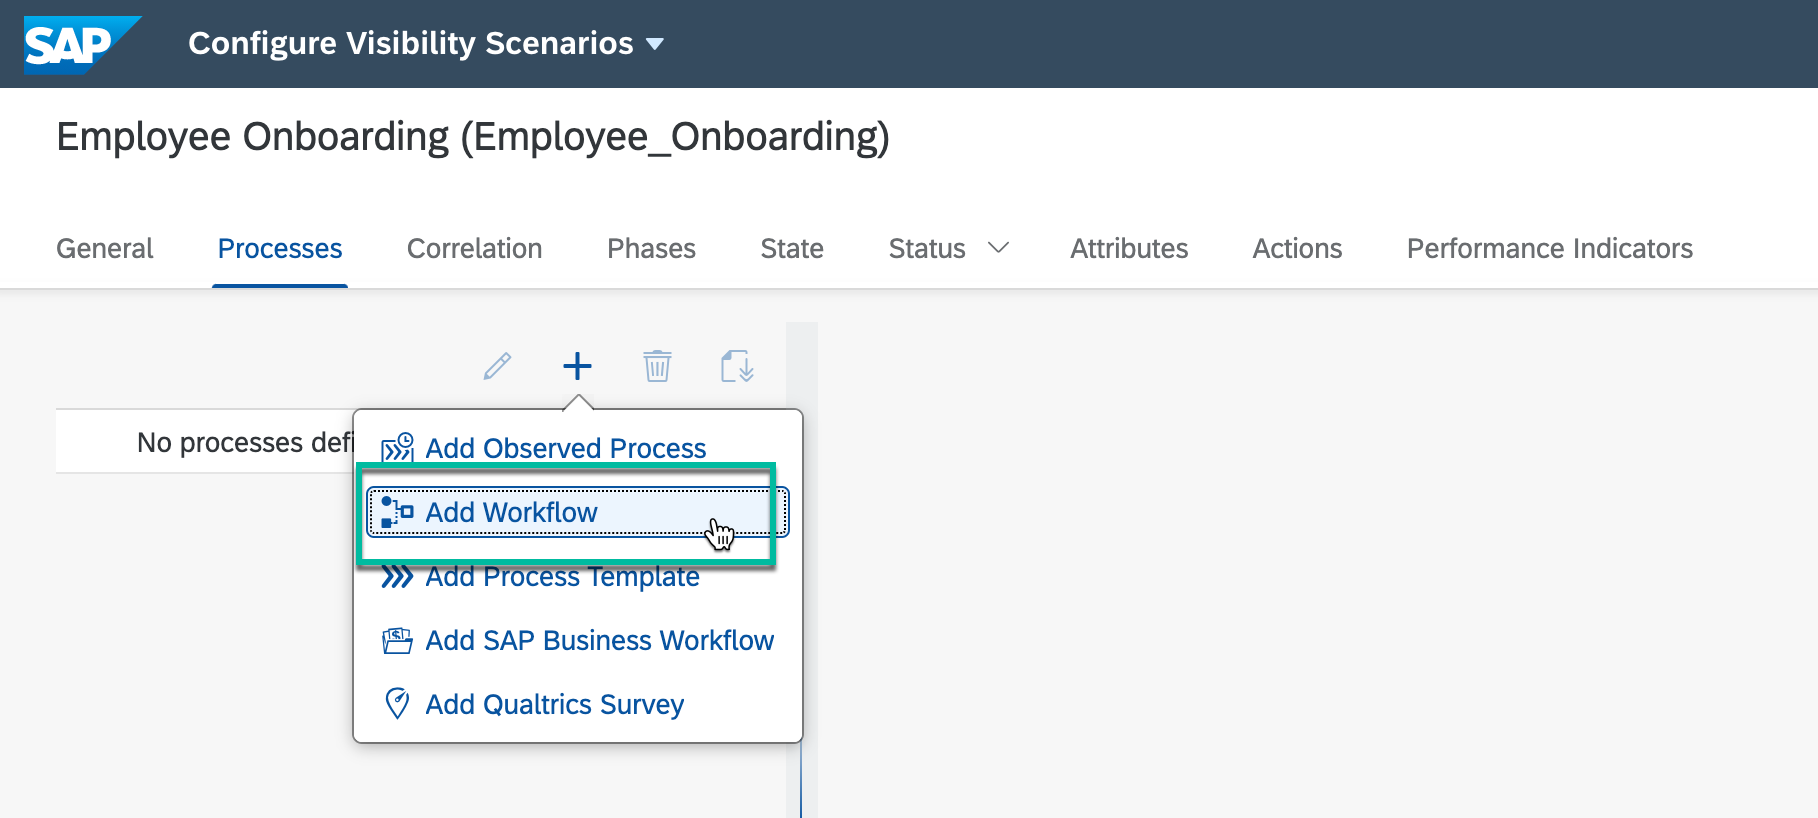 SAP Configure Visibility Scenarios
Employee Onboarding (Employee_Onboarding)
General Processes Correlation Phases State Status Attributes Actions Performance Indicators
No processes
Add Observed Process
Add Workflow
Add Process Template
Add SAP Business Workflow
Add Qualtrics Survey